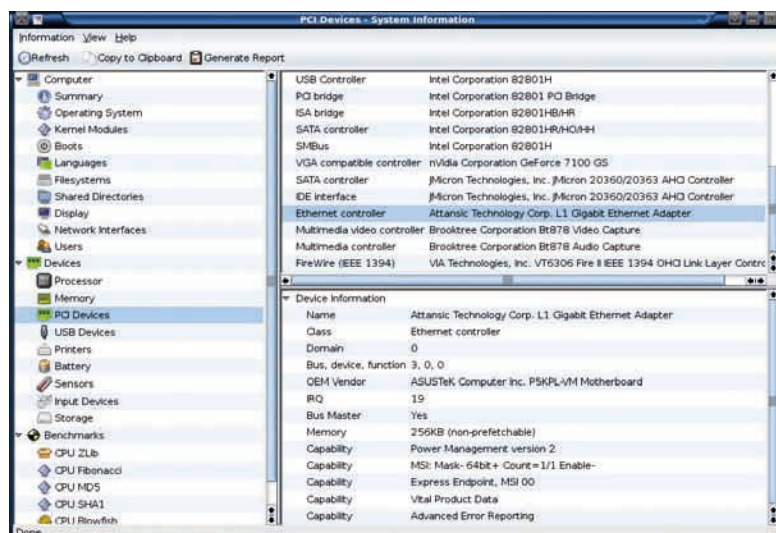 PCI Devices - System Information
Information View Help
Refresh Copy to Clipboard Generate Report
Computer
Summary
Operating System
Kernel Modules
Boots
Languages
Filesystems
Shared Directories
Display
Network Interfaces
Users
Devices
Processor
Memory
PCI Devices
USB Devices
Printers
Battery
Sensors
Input Devices
Storage
Benchmarks
CPU ZLib
CPU Fibonacci
CPU MD5
CPU SHA1
CPU Blowfish
USB Controller Intel Corporation 82801H
PCI bridge Intel Corporation 82801 PCI Bridge
ISA bridge Intel Corporation 82801HB/HR
SATA controller Intel Corporation 82801HR/HO/HH
SMBus Intel Corporation 82801H
VGA compatible controller nVidia Corporation GeForce 7100 GS
SATA controller JMicron Technologies, Inc. JMicron 20360/20363 AHCI Controller
IDE interface JMicron Technologies, Inc. JMicron 20360/20363 AHCI Controller
Ethernet controller Attansic Technology Corp. L1 Gigabit Ethernet Adapter
Multimedia video controller Brooktree Corporation Bt878 Video Capture
Multimedia controller Brooktree Corporation Bt878 Audio Capture
FireWire (IEEE 1394) VIA Technologies, Inc. VT6306 Fire II IEEE 1394 OHCI Link Layer Contrc
Device Information
Name Attansic Technology Corp. L1 Gigabit Ethernet Adapter
Class Ethernet controller
Domain 0
Bus, device, function 3, 0, 0
OEM Vendor ASUSTeK Computer Inc. P5KPL-VM Motherboard
IRQ 19
Bus Master Yes
Memory 256KB (non-prefetchable)
Capability Power Management version 2
Capability MSI: Mask- 64bit+ Count=1/1 Enable-
Capability Express Endpoint, MSI 00
Capability Vital Product Data
Capability Advanced Error Reporting
Done.